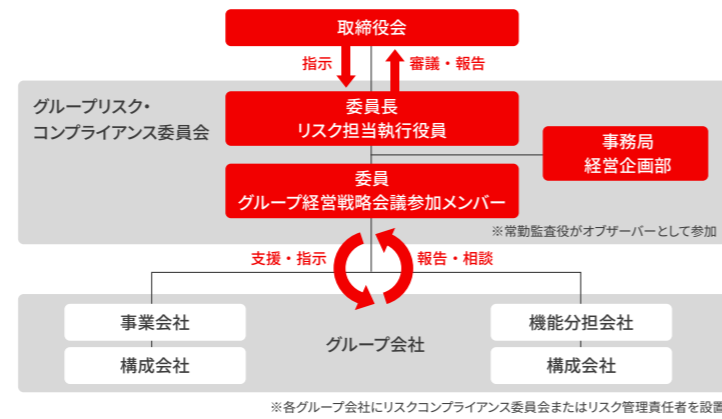 取締役会
指示
審議・報告
グループリスク・
コンプライアンス委員会
委員長
リスク担当執行役員
事務局
経営企画部
委員
グループ経営戦略会議参加メンバー
※常勤監査役がオブザーバーとして参加
支援・指示
報告・相談
事業会社
構成会社
グループ会社
機能分担会社
構成会社
※各グループ会社にリスクコンプライアンス委員会またはリスク管理責任者を設置